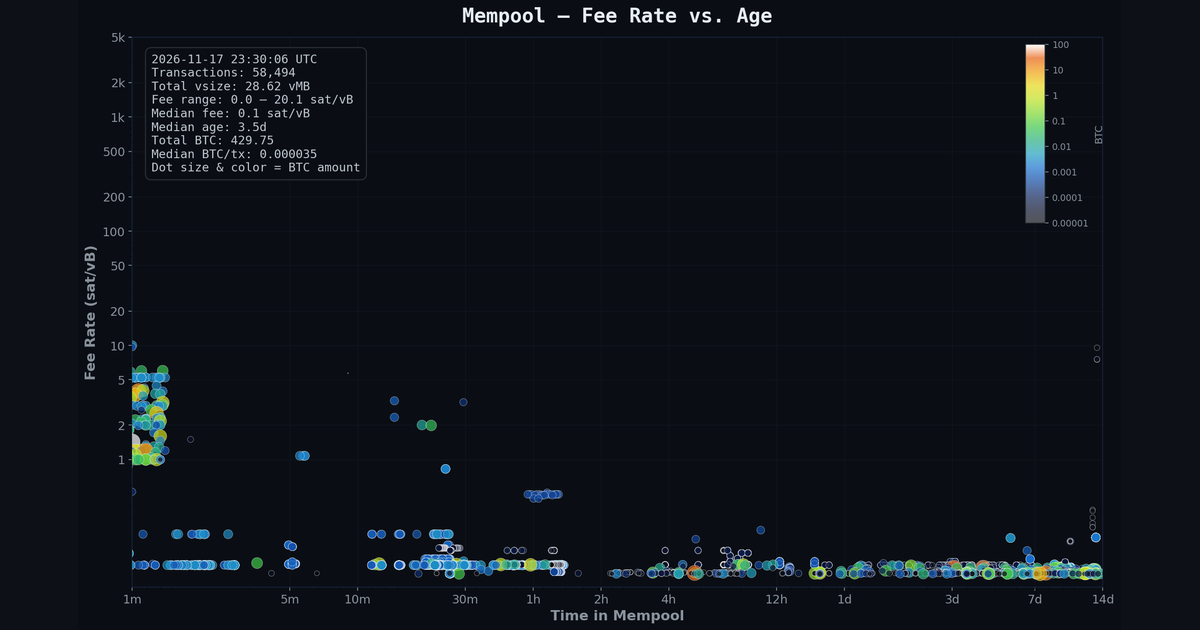 Mempool — Fee Rate vs. Age
5k
2k
1k
500
200
100
50
20
10
5
2
1
Fee Rate (sat/vB)
2026-11-17 23:30:06 UTC
Transactions: 58,494
Total vsize: 28.62 vMB
Fee range: 0.0 – 20.1 sat/vB
Median fee: 0.1 sat/vB
Median age: 3.5d
Total BTC: 429.75
Median BTC/tx: 0.000035
Dot size & color = BTC amount
100
10
1
0.1
0.01
0.001
0.0001
0.00001
BTC
1m
5m
10m
30m
1h
2h
4h
12h
1d
3d
7d
14d
Time in Mempool